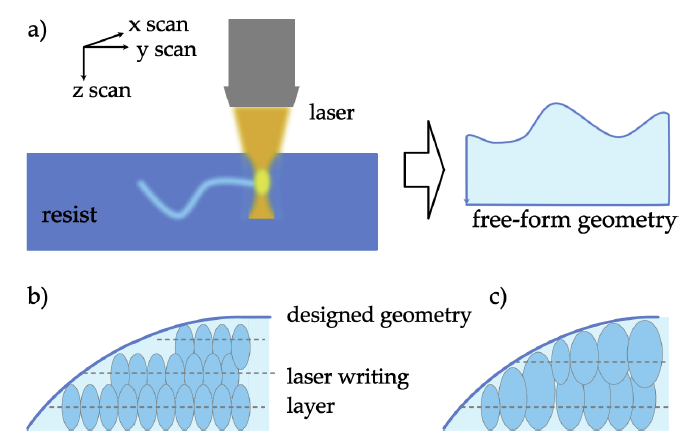 a)
x scan
y scan
z scan
laser
resist
free-form geometry
b)
c)
designed geometry
laser writing
layer